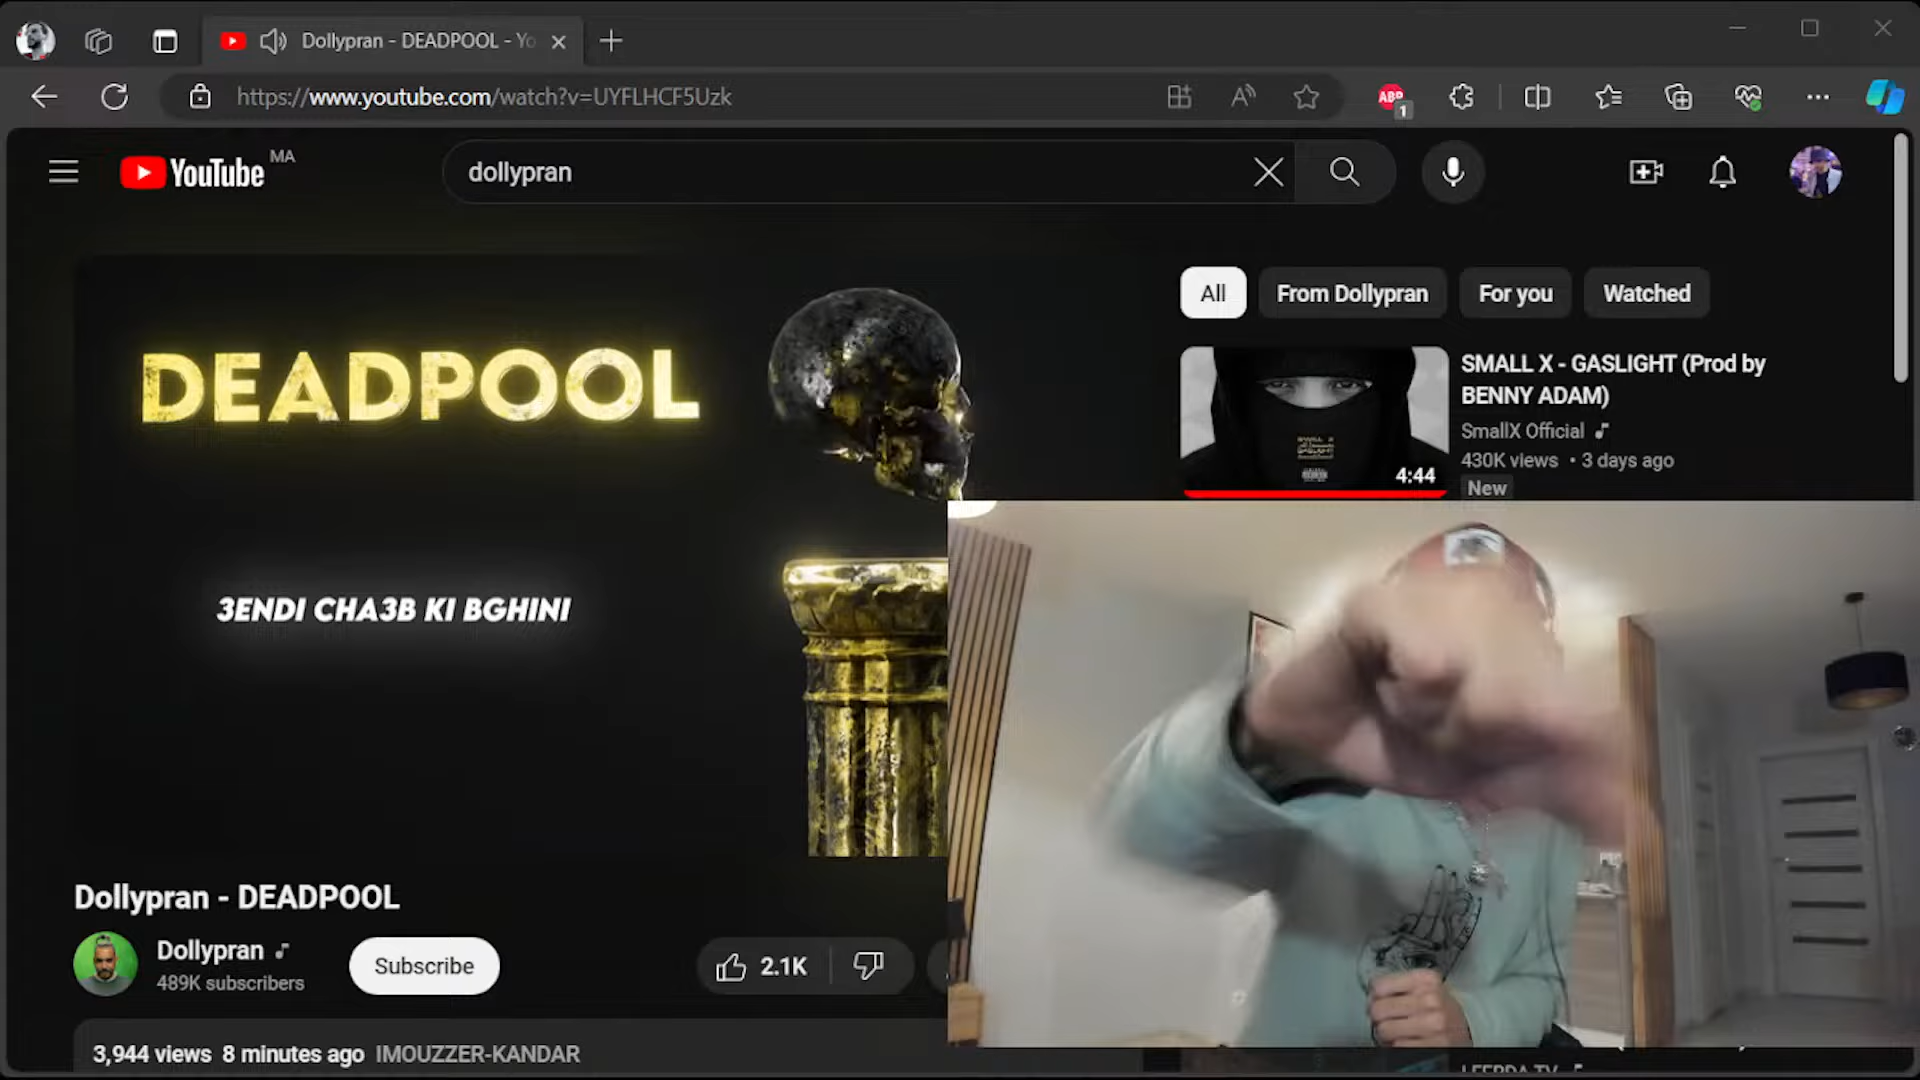 Dollypran - DEADPOOL - Yo
https://www.youtube.com/watch?v=UYFLHCF5Uzk
ABP
1
YouTube MA
dollypran
All
From Dollypran
For you
Watched
DEADPOOL
3ENDI CHA3B KI BGHINI
SMALL X - GASLIGHT (Prod by
BENNY ADAM)
SmallX Official
430K views • 3 days ago
New
4:44
Dollypran - DEADPOOL
Dollypran
489K subscribers
Subscribe
2.1K
3,944 views 8 minutes ago IMOUZZER-KANDAR